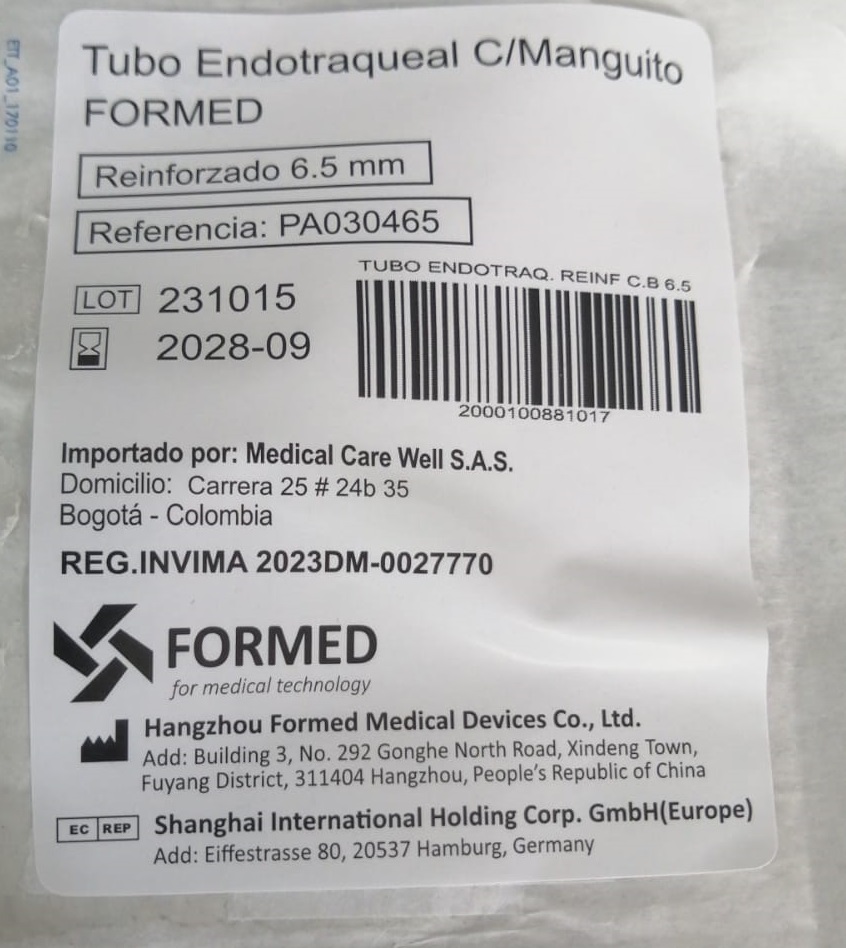 ETT_A01_170110
Tubo Endotraqueal C/Manguito
FORMED
Reinforzado 6.5 mm
Referencia: PA030465
TUBO ENDOTRAQ. REINF C.B 6.5
LOT 231015
2028-09
2000100881017
Importado por: Medical Care Well S.A.S.
Domicilio: Carrera 25 # 24b 35
Bogotá - Colombia
REG.INVIMA 2023DM-0027770
FORMED
for medical technology
Hangzhou Formed Medical Devices Co., Ltd.
Add: Building 3, No. 292 Gonghe North Road, Xindeng Town,
Fuyang District, 311404 Hangzhou, People's Republic of China
EC REP Shanghai International Holding Corp. GmbH(Europe)
Add: Eiffestrasse 80, 20537 Hamburg, Germany